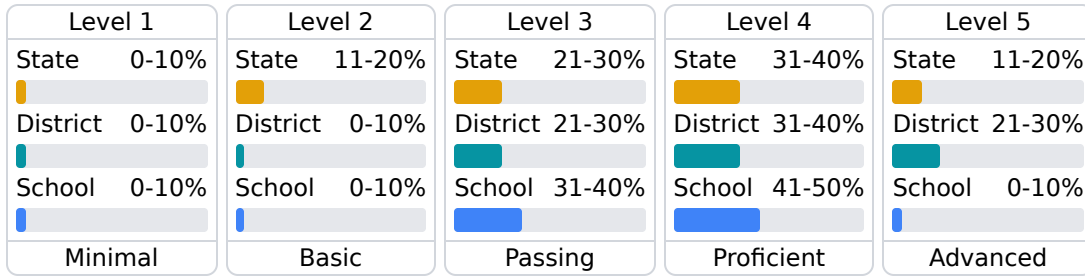 Level 1
State 0-10%
District 0-10%
School 0-10%
Minimal
Level 2
State 11-20%
District 0-10%
School 0-10%
Basic
Level 3
State 21-30%
District 21-30%
School 31-40%
Passing
Level 4
State 31-40%
District 31-40%
School 41-50%
Proficient
Level 5
State 11-20%
District 21-30%
School 0-10%
Advanced